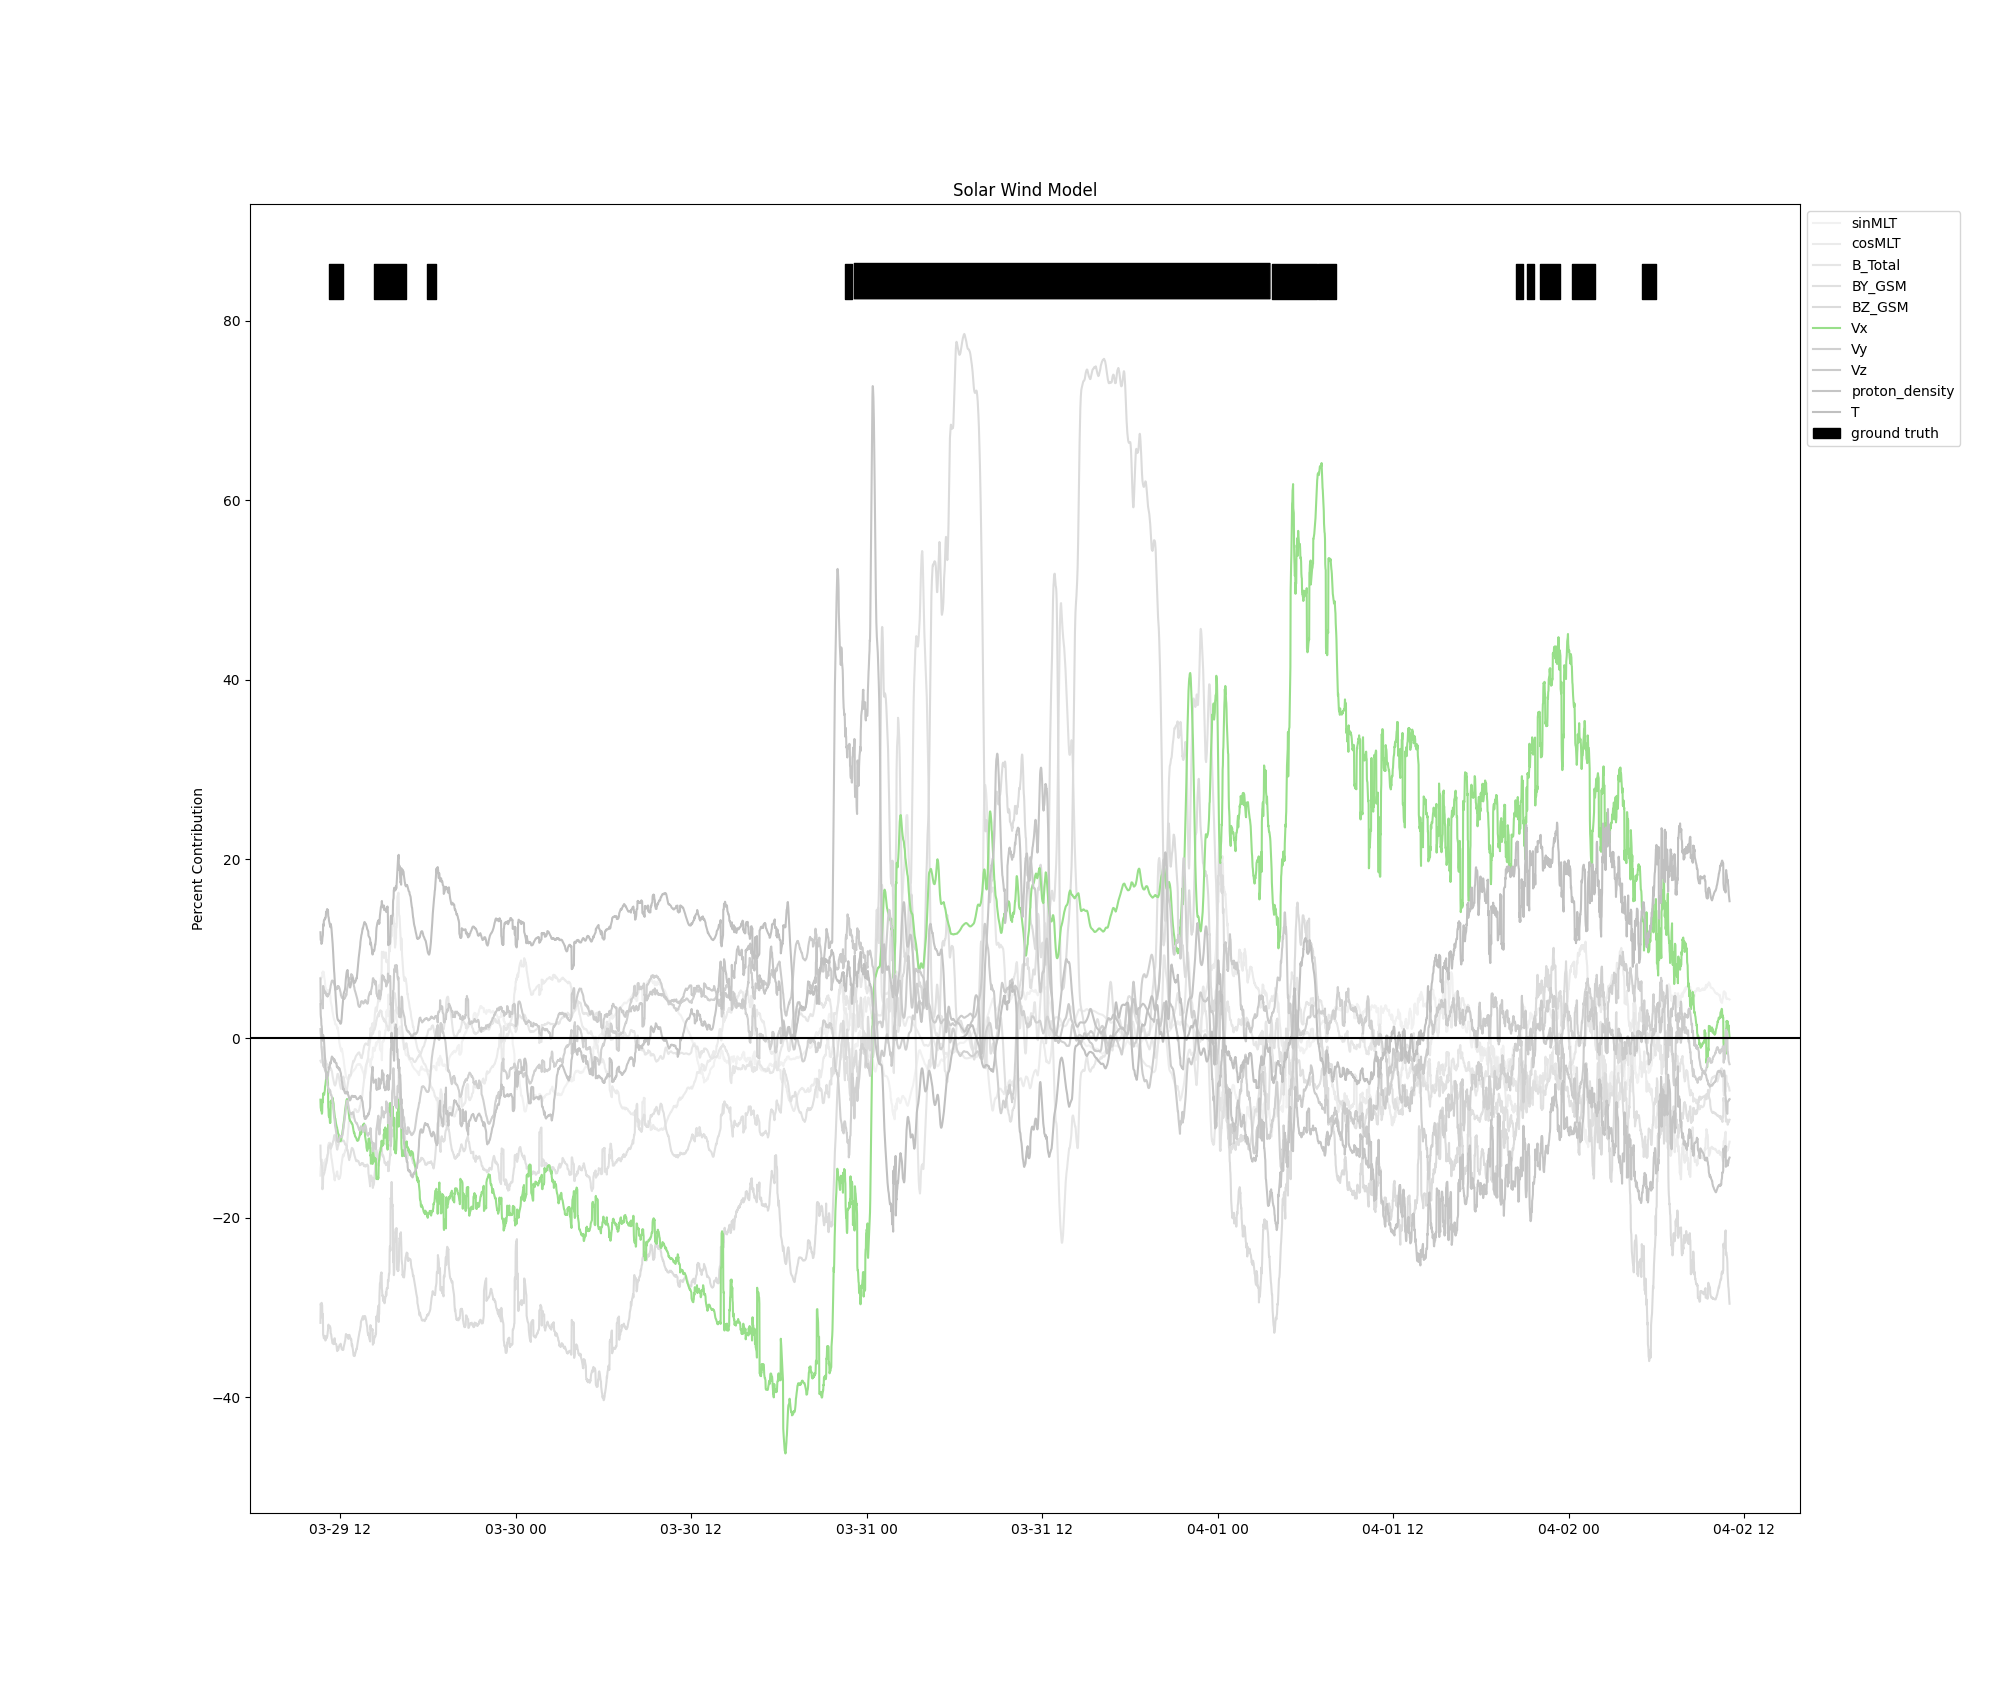 Solar Wind Model
sinMLT
cosMLT
B_Total
BY_GSM
BZ_GSM
Vx
Vy
Vz
proton_density
T
ground truth
Percent Contribution
80
60
40
20
0
−20
−40
03-29 12
03-30 00
03-30 12
03-31 00
03-31 12
04-01 00
04-01 12
04-02 00
04-02 12